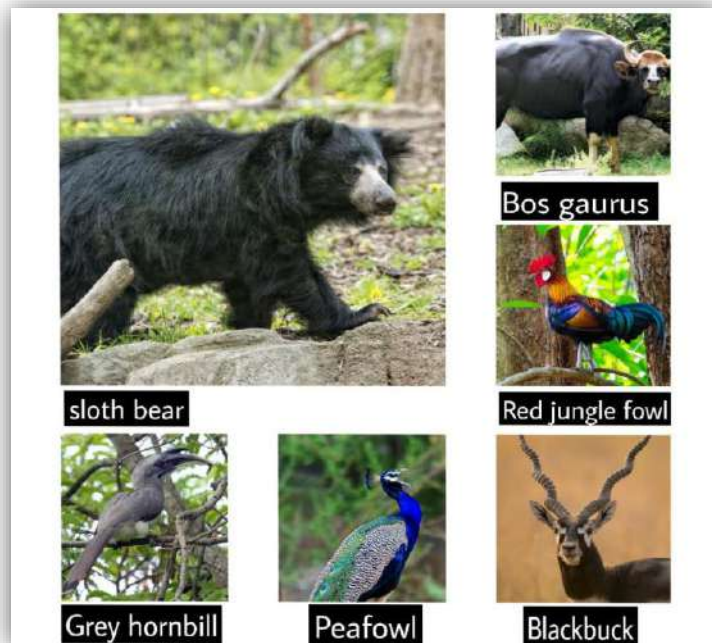 Bos gaurus
sloth bear
Red jungle fowl
Grey hornbill
Peafowl
Blackbuck